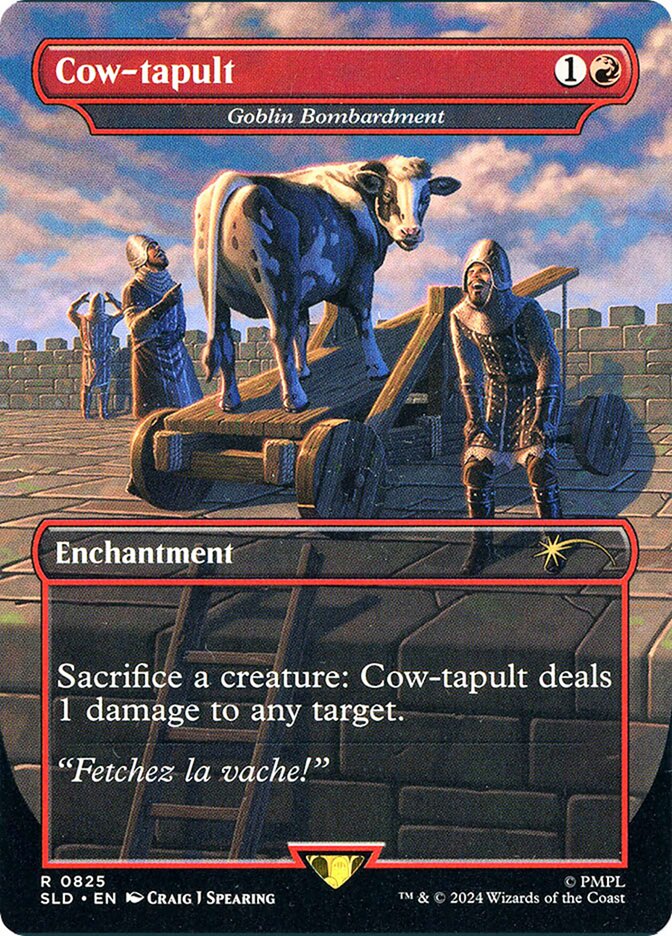 Cow-tapult
1
Goblin Bombardment
Enchantment
Sacrifice a creature: Cow-tapult deals
1 damage to any target.
“Fetchez la vache!”
R 0825
SLD • EN CRAIG J SPEARING
© PMPL
™ & © 2024 Wizards of the Coast